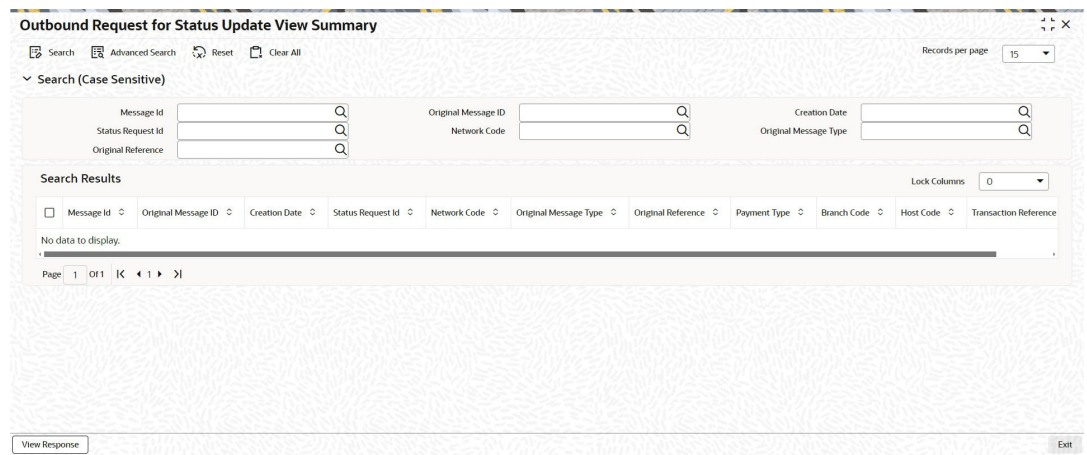 Outbound Request for Status Update View Summary
Search Advanced Search Reset Clear All Records per page 15
Search (Case Sensitive)
Message Id Original Message ID Creation Date
Status Request Id Network Code Original Message Type
Original Reference
Search Results Lock Columns 0
Message Id Original Message ID Creation Date Status Request Id Network Code Original Message Type Original Reference Payment Type Branch Code Host Code Transaction Reference
No data to display.
Page 1 Of 1 1
View Response Exit